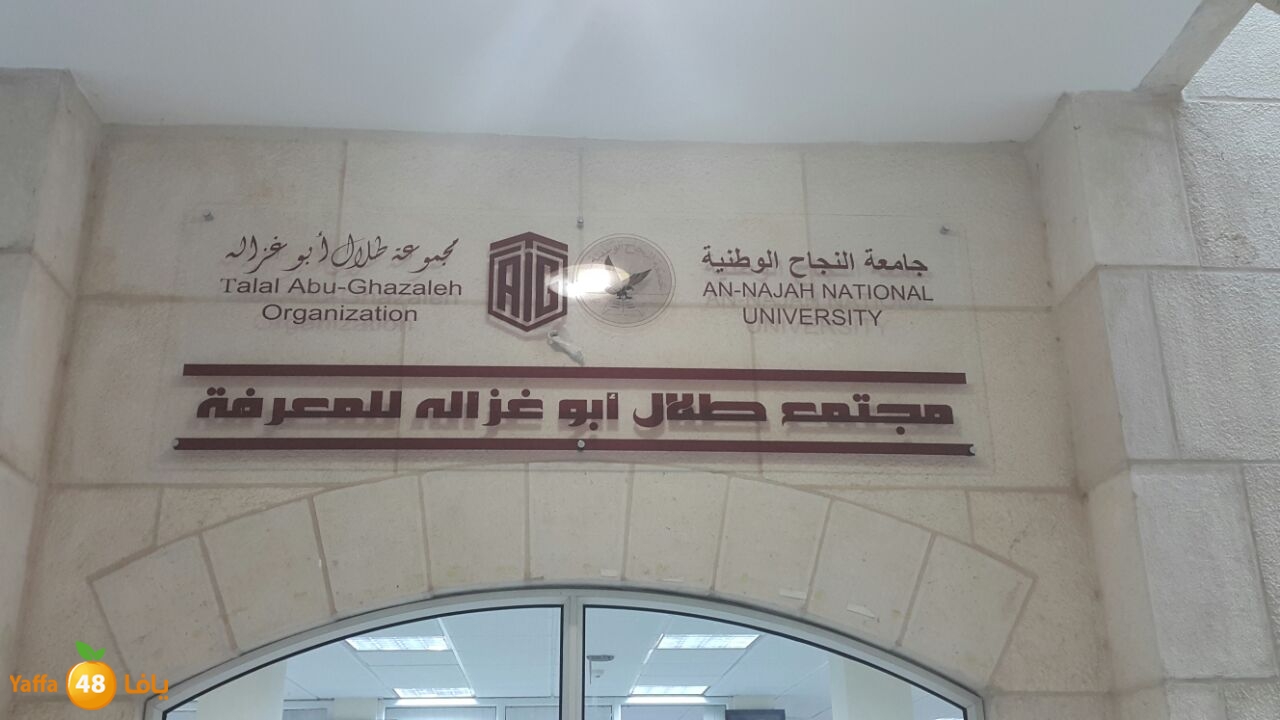 جامعة النجاح الوطنية
AN-NAJAH NATIONAL
UNIVERSITY
مجموعة طلال أبو غزاله
Talal Abu-Ghazaleh
Organization
مجتمع طلال أبو غزاله للمعرفة
Yaffa 48 يافا